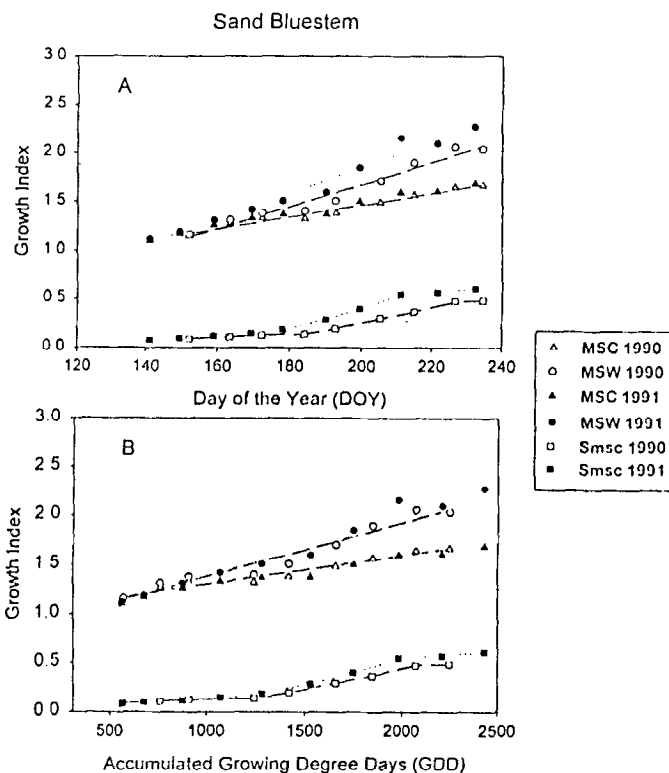 Sand Bluestem
3 0
A
2 5
2 0
1.5
1.0
0 5
0 0
Growth Index
120 140 160 180 200 220 240
Day of the Year (DOY)
MSC 1990
MSW 1990
MSC 1991
MSW 1991
Smsc 1990
Smsc 1991
3 0
B
2 5
2.0
1 5
1.0
0.5
0 0
Growth Index
500 1000 1500 2000 2500
Accumulated Growing Degree Days (GDD)